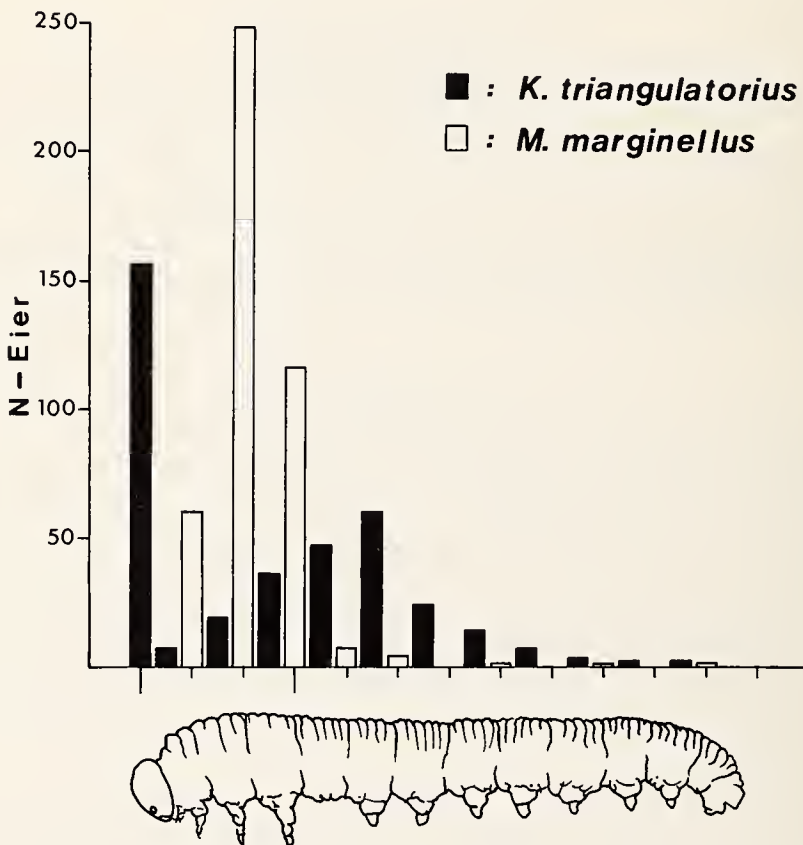 250
200
150
100
50
N-Eier
■ : K. triangulatorius
□ : M. marginellus